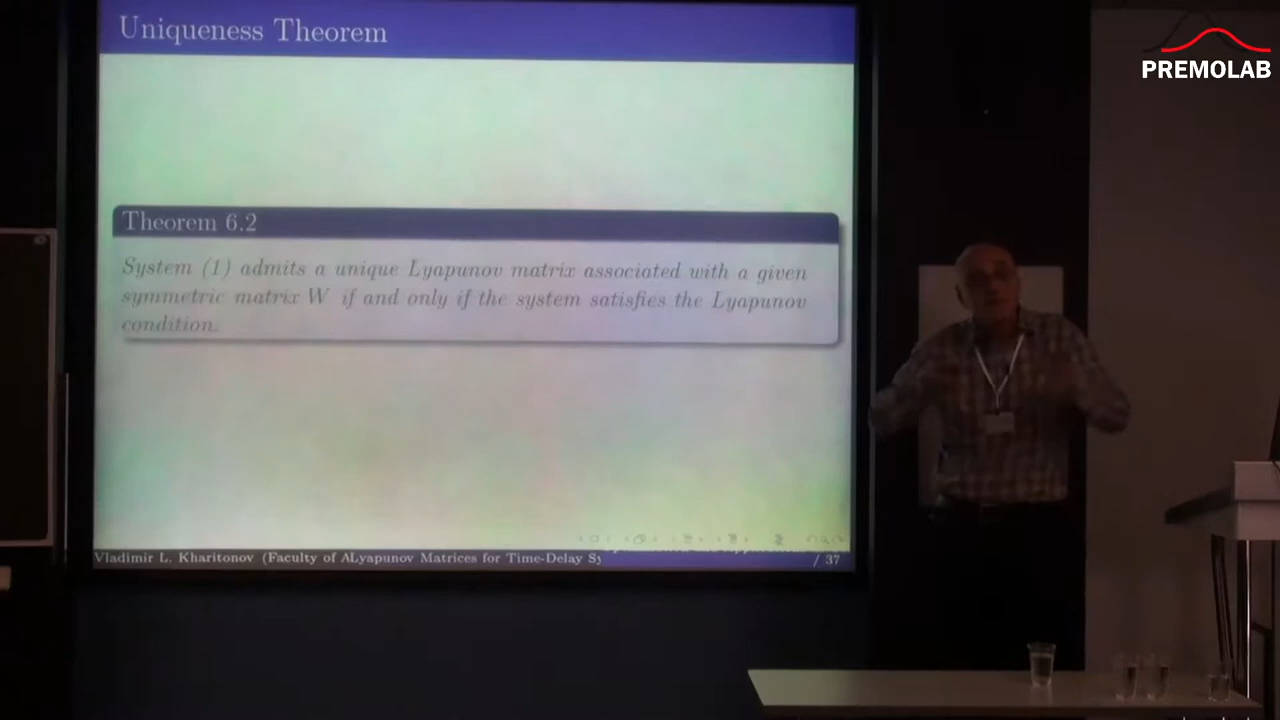 Uniqueness Theorem
PREMOLAB
Theorem 6.2
System (1) admits a unique Lyapunov matrix associated with a given
symmetric matrix W if and only if the system satisfies the Lyapunov
condition.
Vladimir L. Kharitonov (Faculty of ALyapunov Matrices for Time-Delay Sy
/ 37